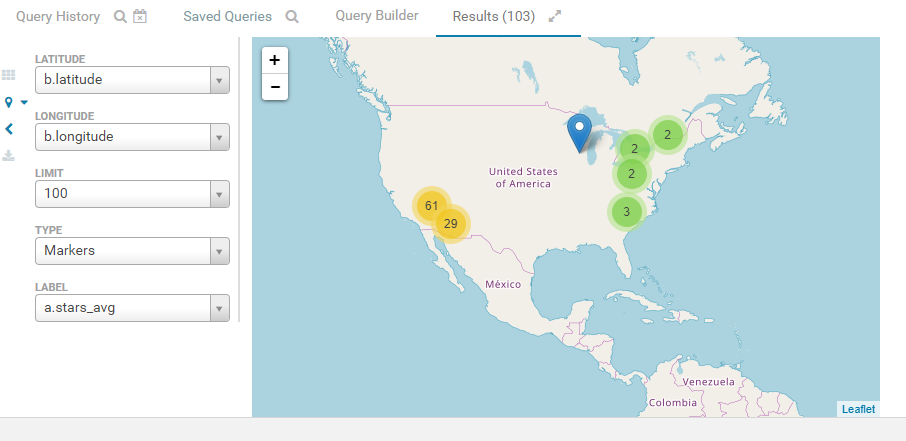 Query History
Saved Queries
Query Builder
Results (103)
LATITUDE
b.latitude
LONGITUDE
b.longitude
LIMIT
100
TYPE
Markers
LABEL
a.stars_avg
+
−
2
2
United States
of America
2
61
29
3
México
Venezuela
Colombia
Leaflet